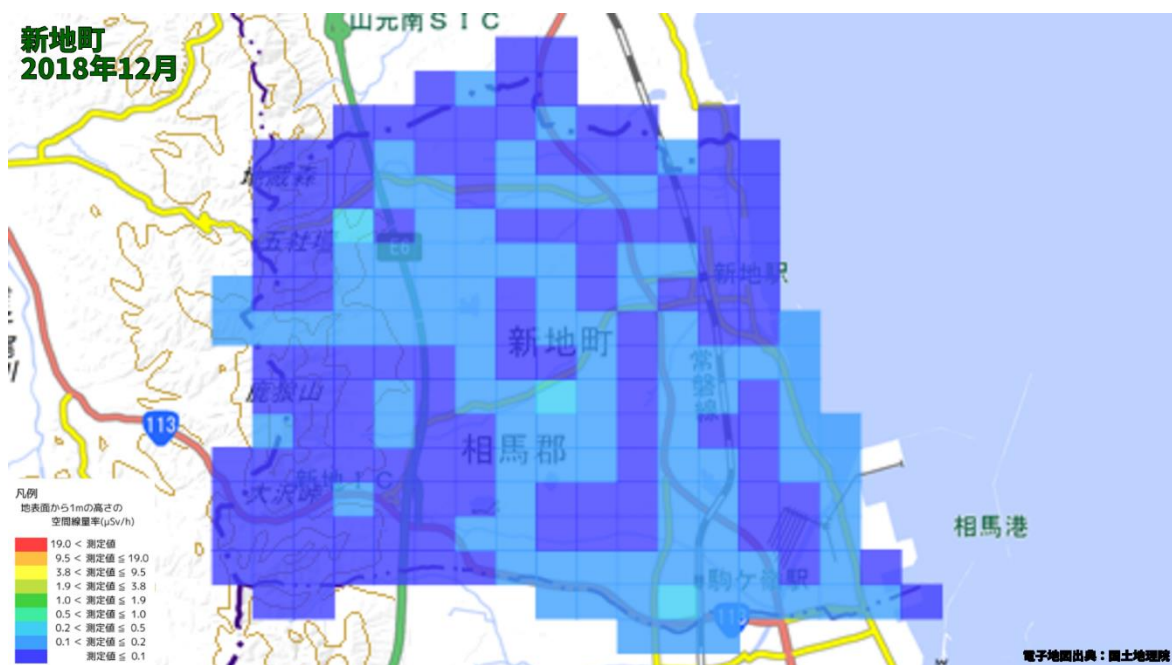 新地町
2018年12月
山元南SIC
地蔵森
五社壇
E6
新地駅
新地町
常磐線
鹿狼山
113
相馬郡
新地IC
大沢峠
相馬港
駒ケ嶺駅
113
凡例
地表面から1mの高さの
空間線量率(μSv/h)
19.0 < 測定値
9.5 < 測定値 ≤ 19.0
3.8 < 測定値 ≤ 9.5
1.9 < 測定値 ≤ 3.8
1.0 < 測定値 ≤ 1.9
0.5 < 測定値 ≤ 1.0
0.2 < 測定値 ≤ 0.5
0.1 < 測定値 ≤ 0.2
測定値 ≤ 0.1
電子地図出典：国土地理院